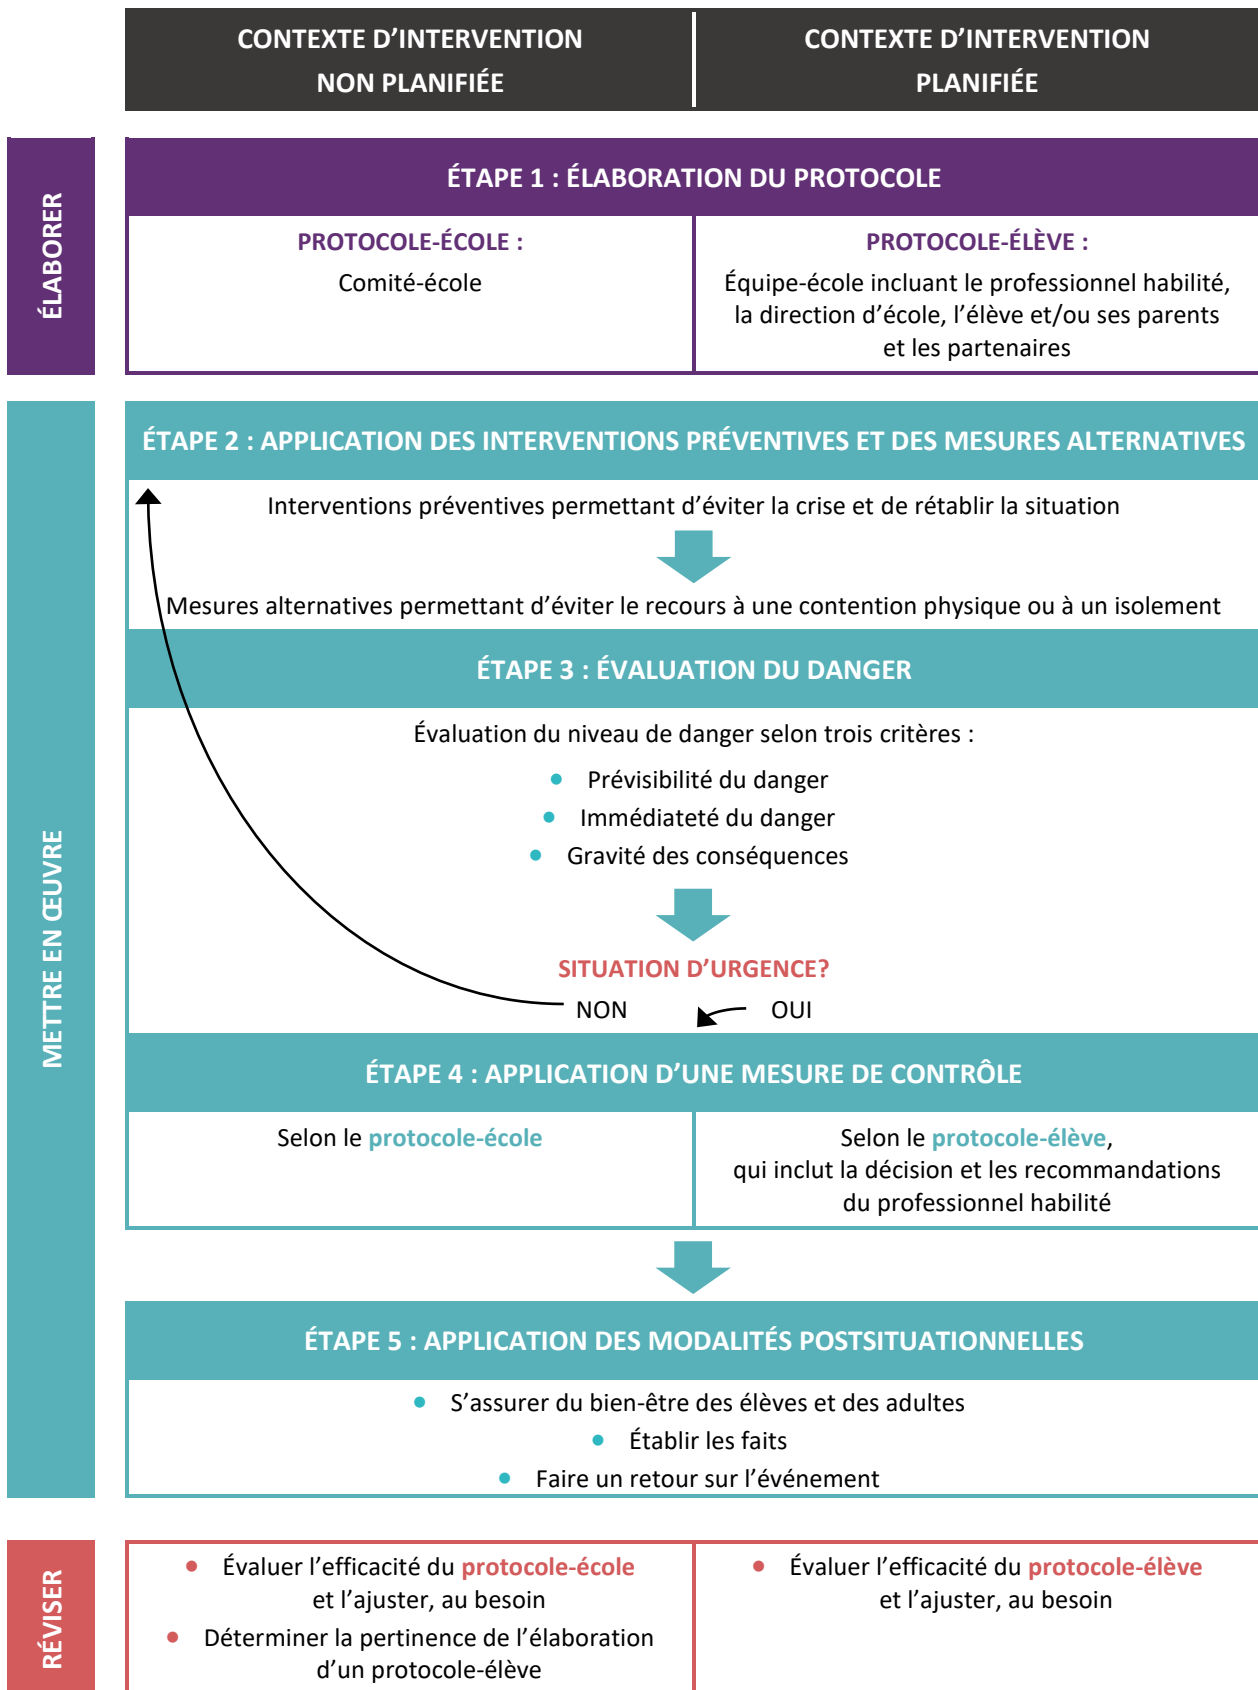 CONTEXTE D'INTERVENTION
NON PLANIFIÉE
CONTEXTE D'INTERVENTION
PLANIFIÉE
ÉLABORER
ÉTAPE 1 : ÉLABORATION DU PROTOCOLE
PROTOCOLE-ÉCOLE :
Comité-école
PROTOCOLE-ÉLÈVE :
Équipe-école incluant le professionnel habilité,
la direction d'école, l'élève et/ou ses parents
et les partenaires
METTRE EN ŒUVRE
ÉTAPE 2 : APPLICATION DES INTERVENTIONS PRÉVENTIVES ET DES MESURES ALTERNATIVES
Interventions préventives permettant d'éviter la crise et de rétablir la situation
Mesures alternatives permettant d'éviter le recours à une contention physique ou à un isolement
ÉTAPE 3 : ÉVALUATION DU DANGER
Évaluation du niveau de danger selon trois critères :
• Prévisibilité du danger
• Immédiateté du danger
• Gravité des conséquences
SITUATION D'URGENCE?
NON OUI
ÉTAPE 4 : APPLICATION D'UNE MESURE DE CONTRÔLE
Selon le protocole-école
Selon le protocole-élève,
qui inclut la décision et les recommandations
du professionnel habilité
ÉTAPE 5 : APPLICATION DES MODALITÉS POSTSITUATIONNELLES
• S'assurer du bien-être des élèves et des adultes
• Établir les faits
• Faire un retour sur l'événement
RÉVISER
• Évaluer l'efficacité du protocole-école
et l'ajuster, au besoin
• Déterminer la pertinence de l'élaboration
d'un protocole-élève
• Évaluer l'efficacité du protocole-élève
et l'ajuster, au besoin